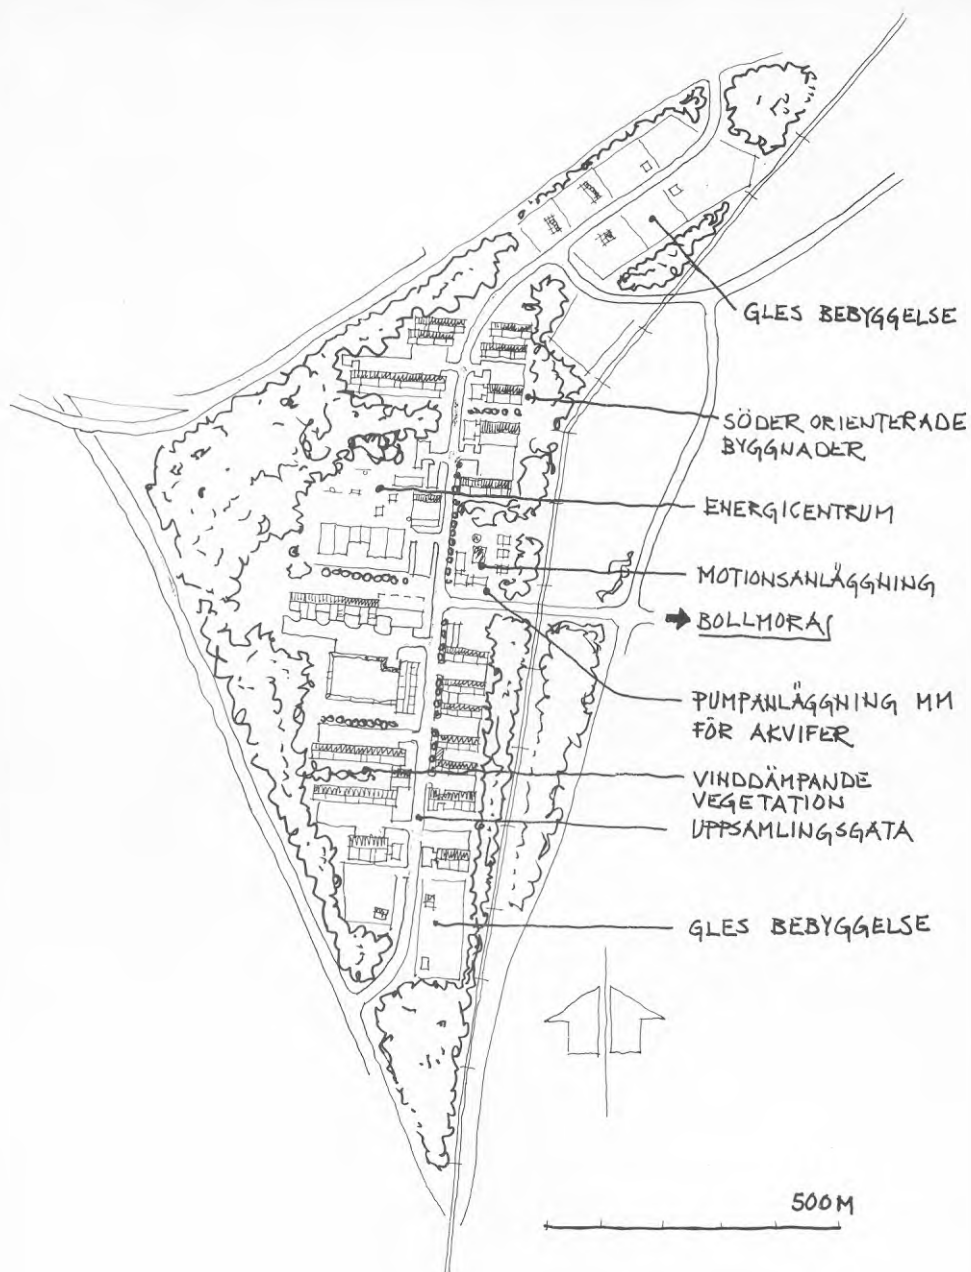 GLES BEBYGGELSE
SÖDER ORIENTERADE
BYGGNADER
ENERGICENTRUM
MOTIONSANLÄGGNING
BOLLMORA
PUMPANLÄGGNING MM
FÖR AKVIFER
VINDDÄMPANDE
VEGETATION
UPPSAMLINGSGATA
GLES BEBYGGELSE
500M